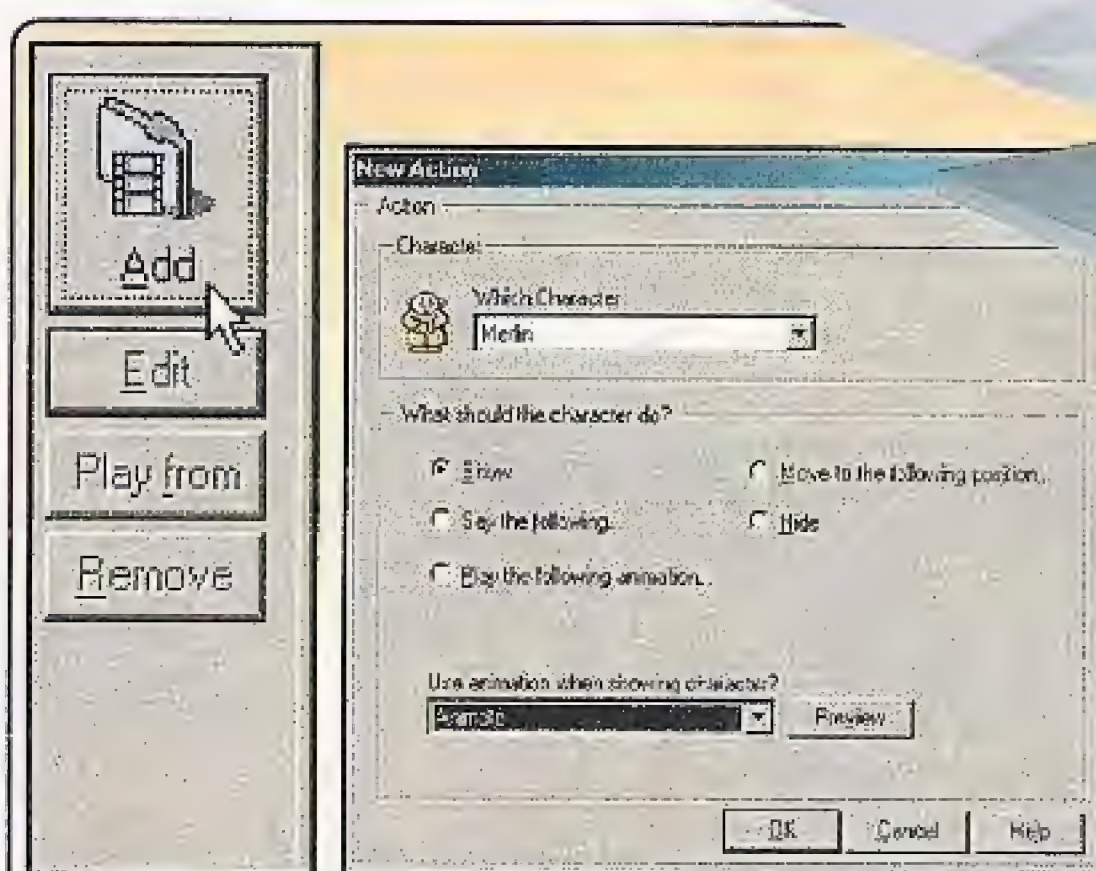 Add
Edit
Play from
Remove
New Action
Action
Character
Which Character
Merlin
What should the character do?
Show
Move to the following position...
Say the following...
Hide
Play the following animation...
Use animation when showing character?
Animate
Preview
OK
Cancel
Help